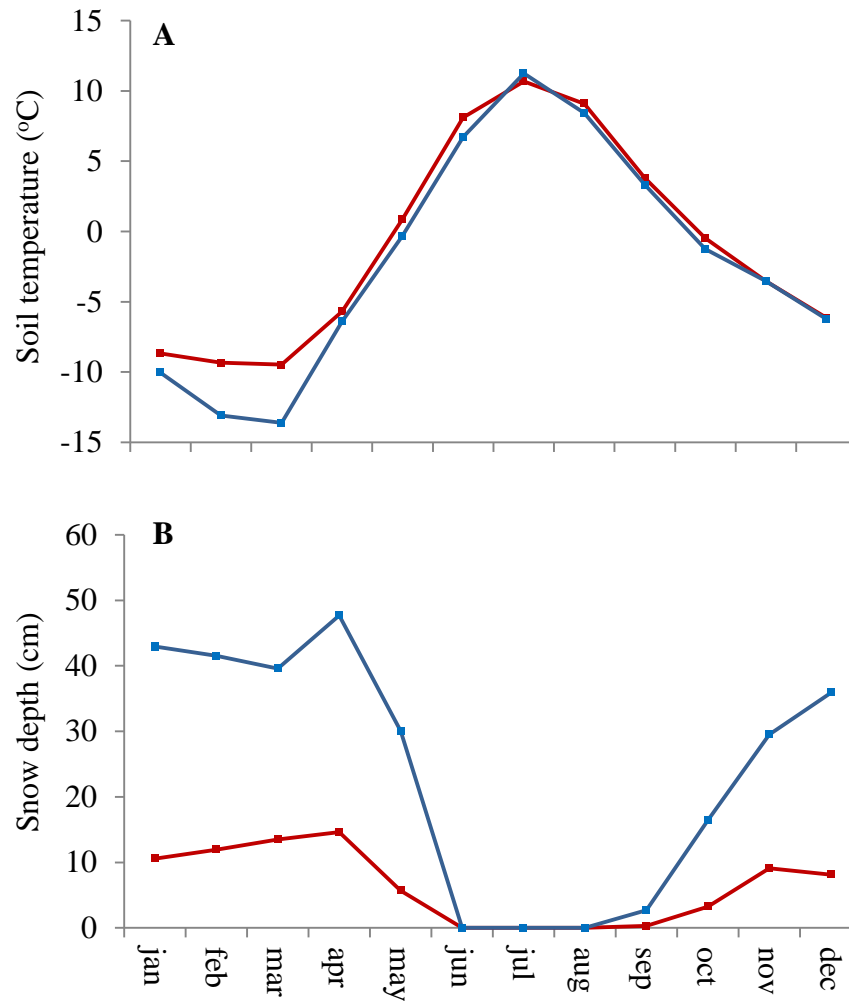 A
15
10
5
0
-5
-10
-15
Soil temperature (ºC)
B
60
50
40
30
20
10
0
Snow depth (cm)
jan
feb
mar
apr
may
jun
jul
aug
sep
oct
nov
dec